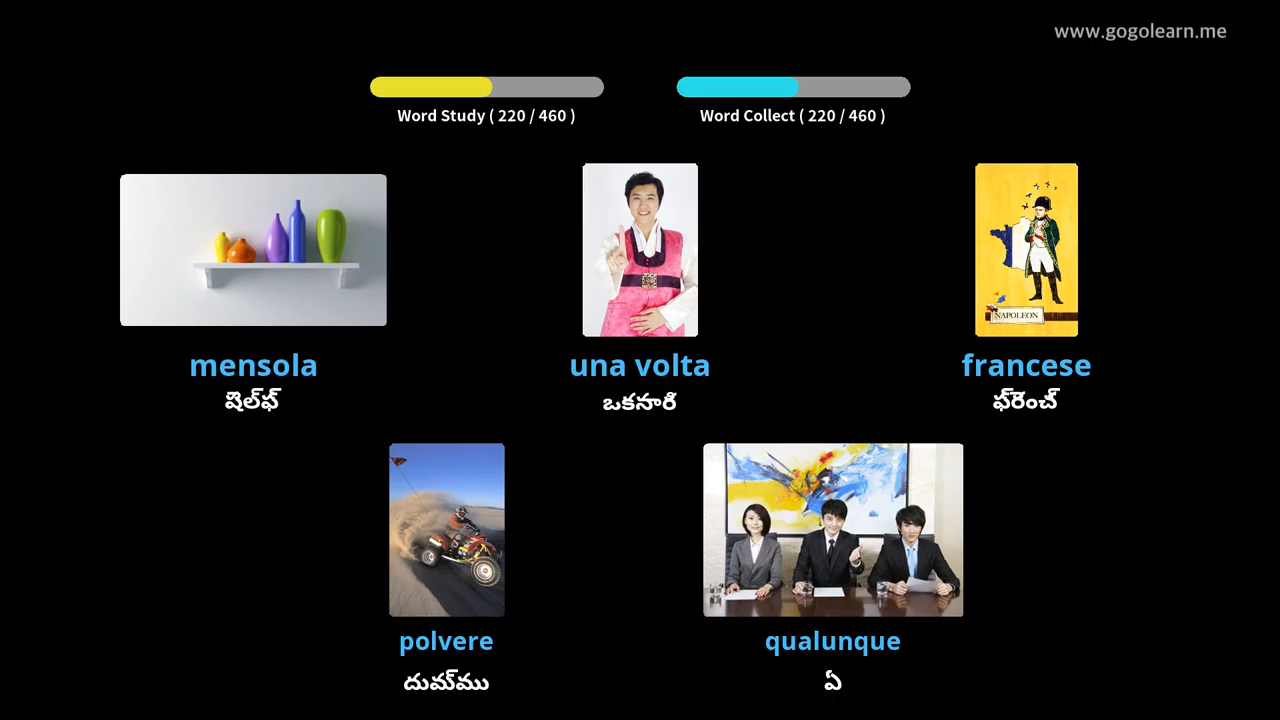 www.gogolearn.me
Word Study ( 220 / 460 )
Word Collect ( 220 / 460 )
mensola
షెల్ఫ్
una volta
ఒకసారి
francese
ఫ్రెంచ్
NAPOLEON
polvere
దుమ్ము
qualunque
ఏ